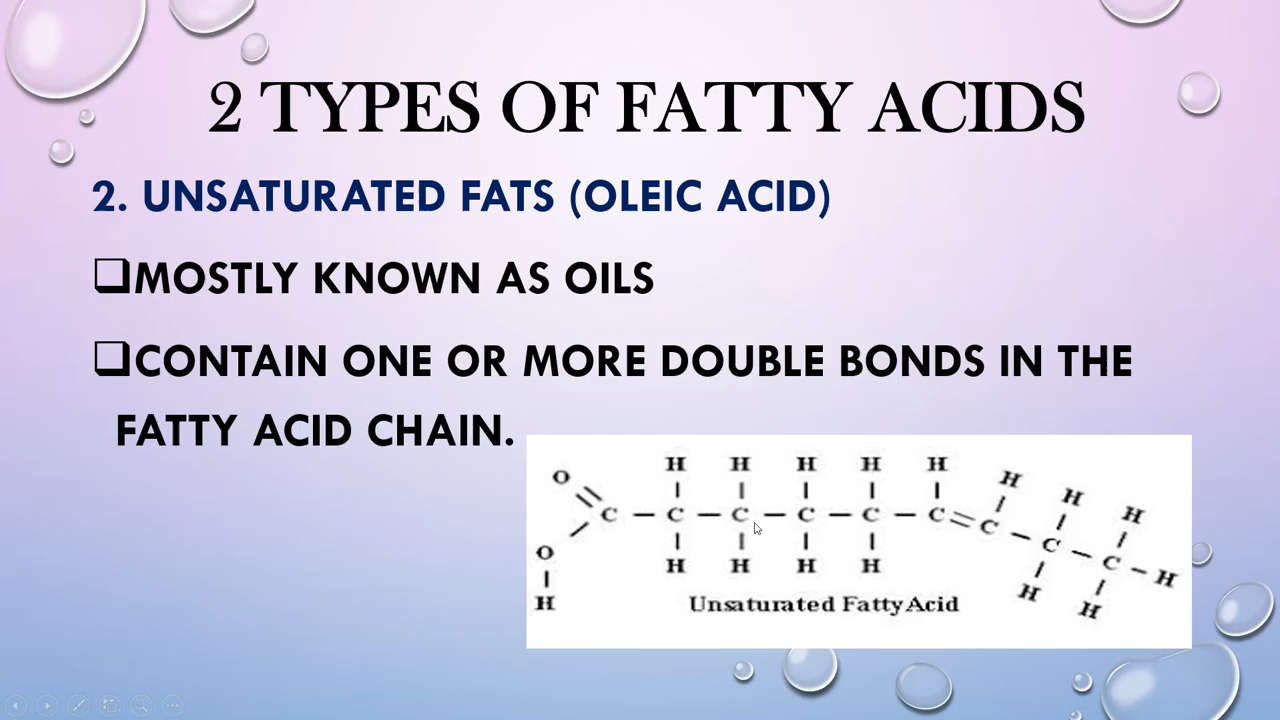 2 TYPES OF FATTY ACIDS
2. UNSATURATED FATS (OLEIC ACID)
❑MOSTLY KNOWN AS OILS
❑CONTAIN ONE OR MORE DOUBLE BONDS IN THE
FATTY ACID CHAIN.
H H H H H H H H
O
C — C — C — C — C — C = C — C — C — H
O
H H H H H H H
Unsaturated Fatty Acid